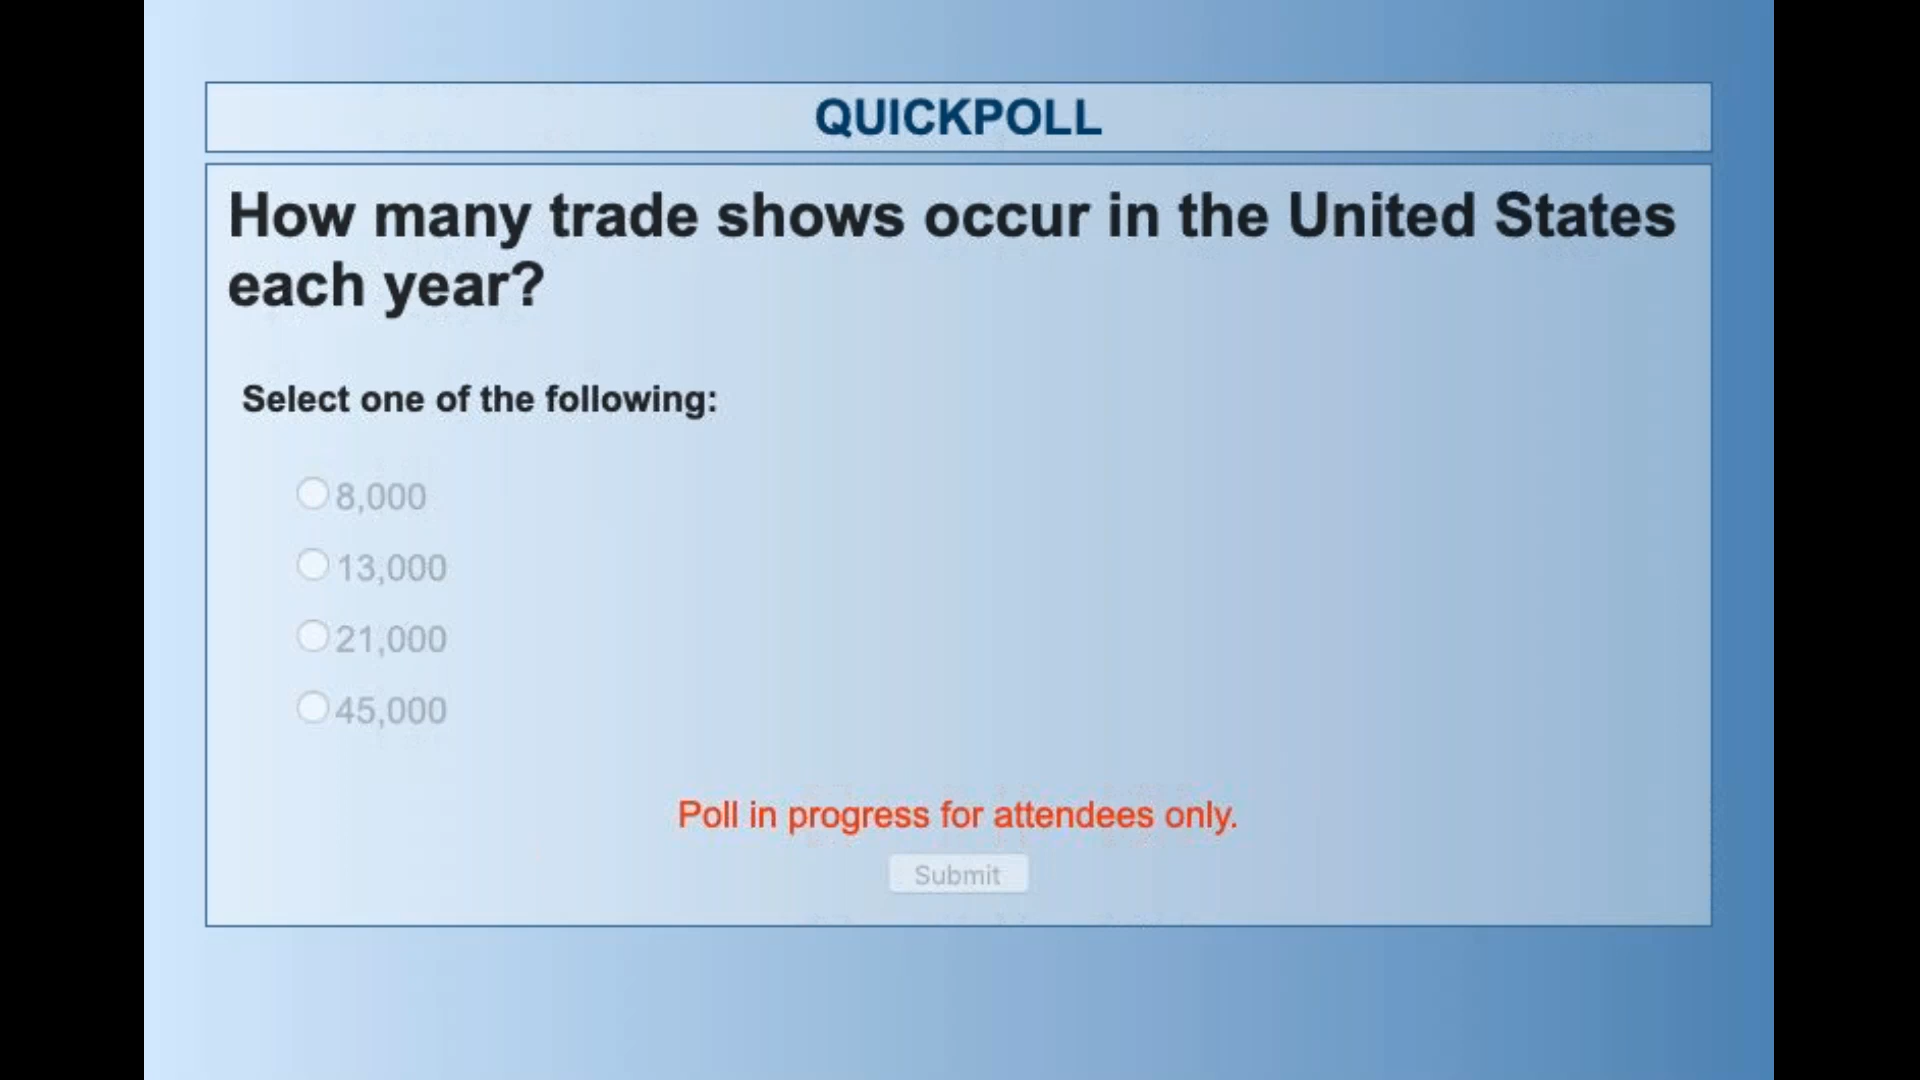 QUICKPOLL
How many trade shows occur in the United States
each year?
Select one of the following:
8,000
13,000
21,000
45,000
Poll in progress for attendees only.
Submit